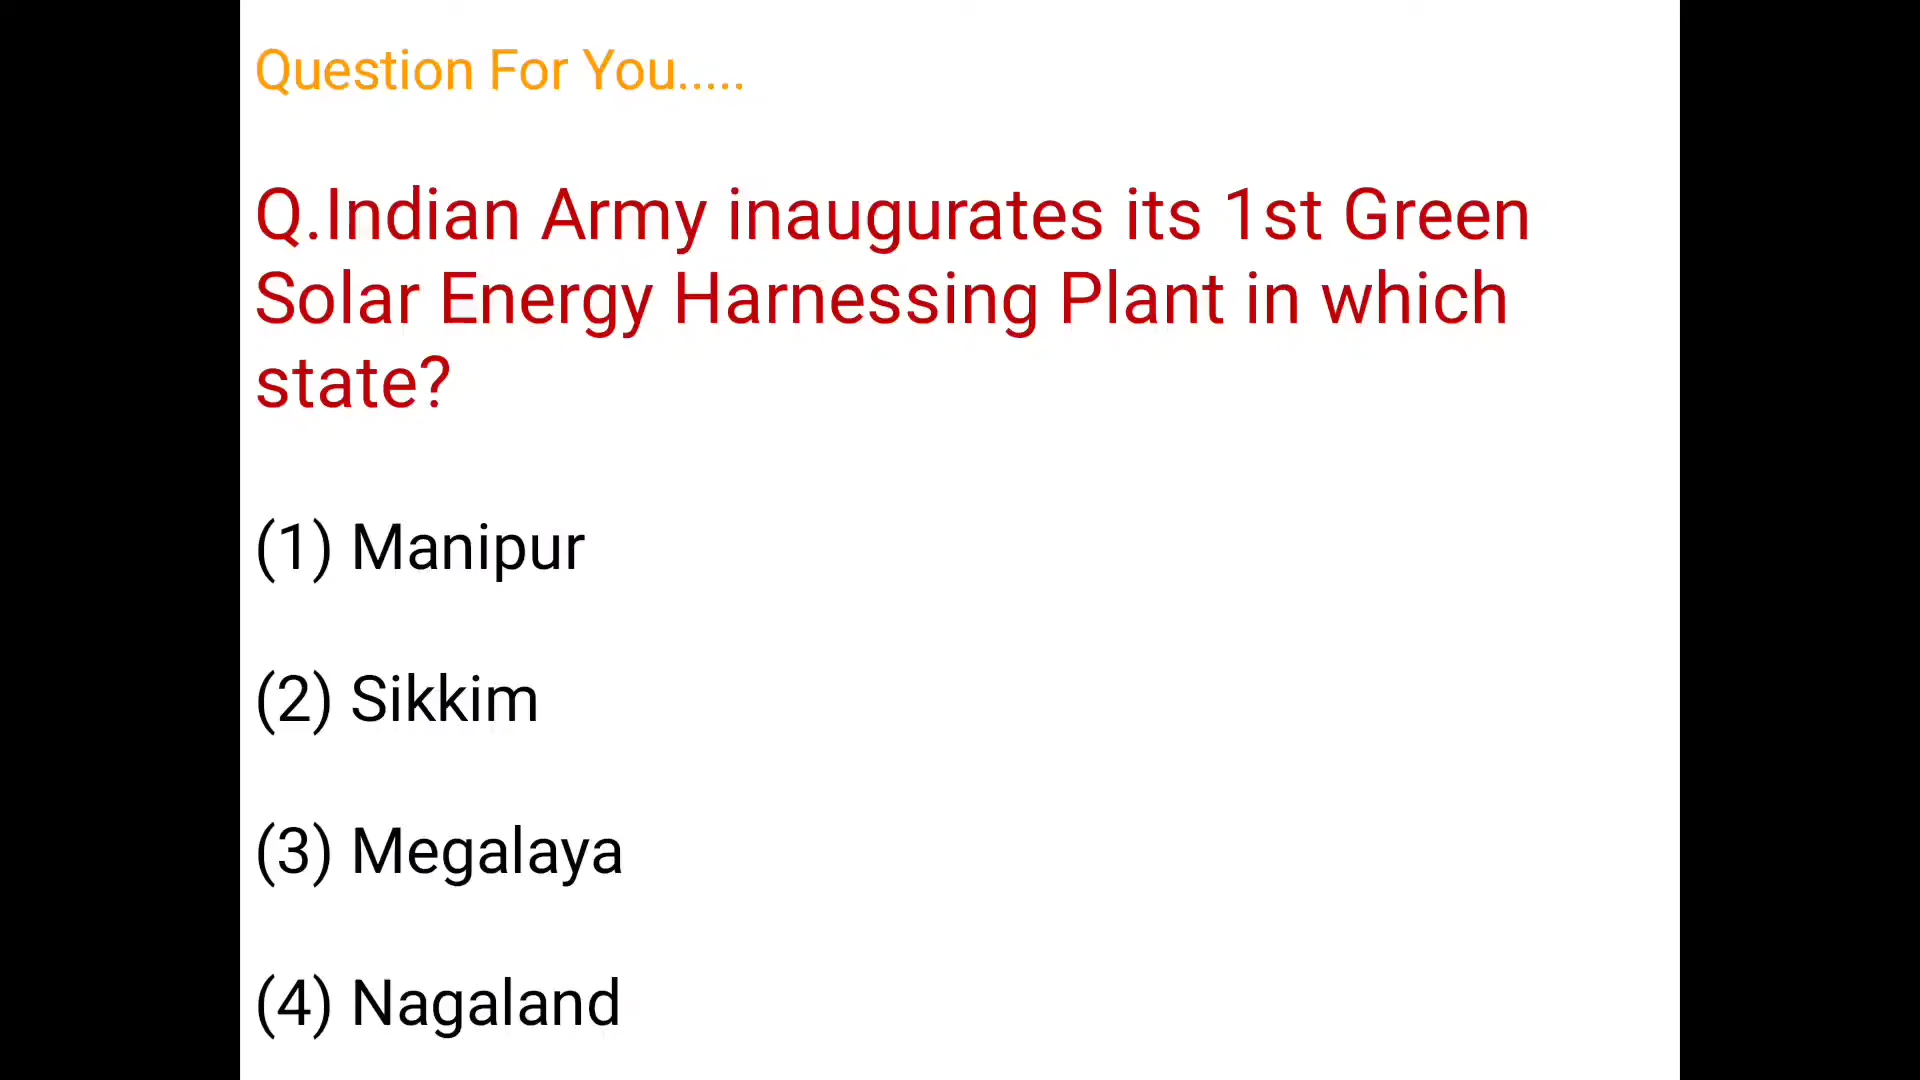 Question For You.....
Q.Indian Army inaugurates its 1st Green
Solar Energy Harnessing Plant in which
state?
(1) Manipur
(2) Sikkim
(3) Megalaya
(4) Nagaland